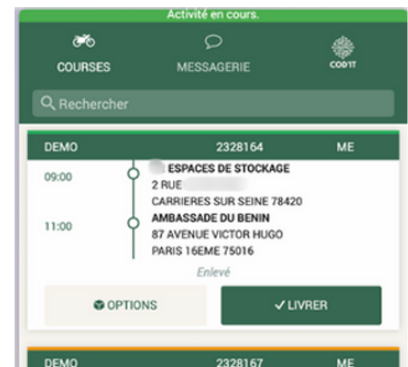 Activité en cours.
COURSES MESSAGERIE COD'IT
Rechercher
DEMO 2328164 ME
09:00 ESPACES DE STOCKAGE
2 RUE
CARRIERES SUR SEINE 78420
11:00 AMBASSADE DU BENIN
87 AVENUE VICTOR HUGO
PARIS 16EME 75016
Enlevé
OPTIONS LIVRER
DEMO 2328167 ME